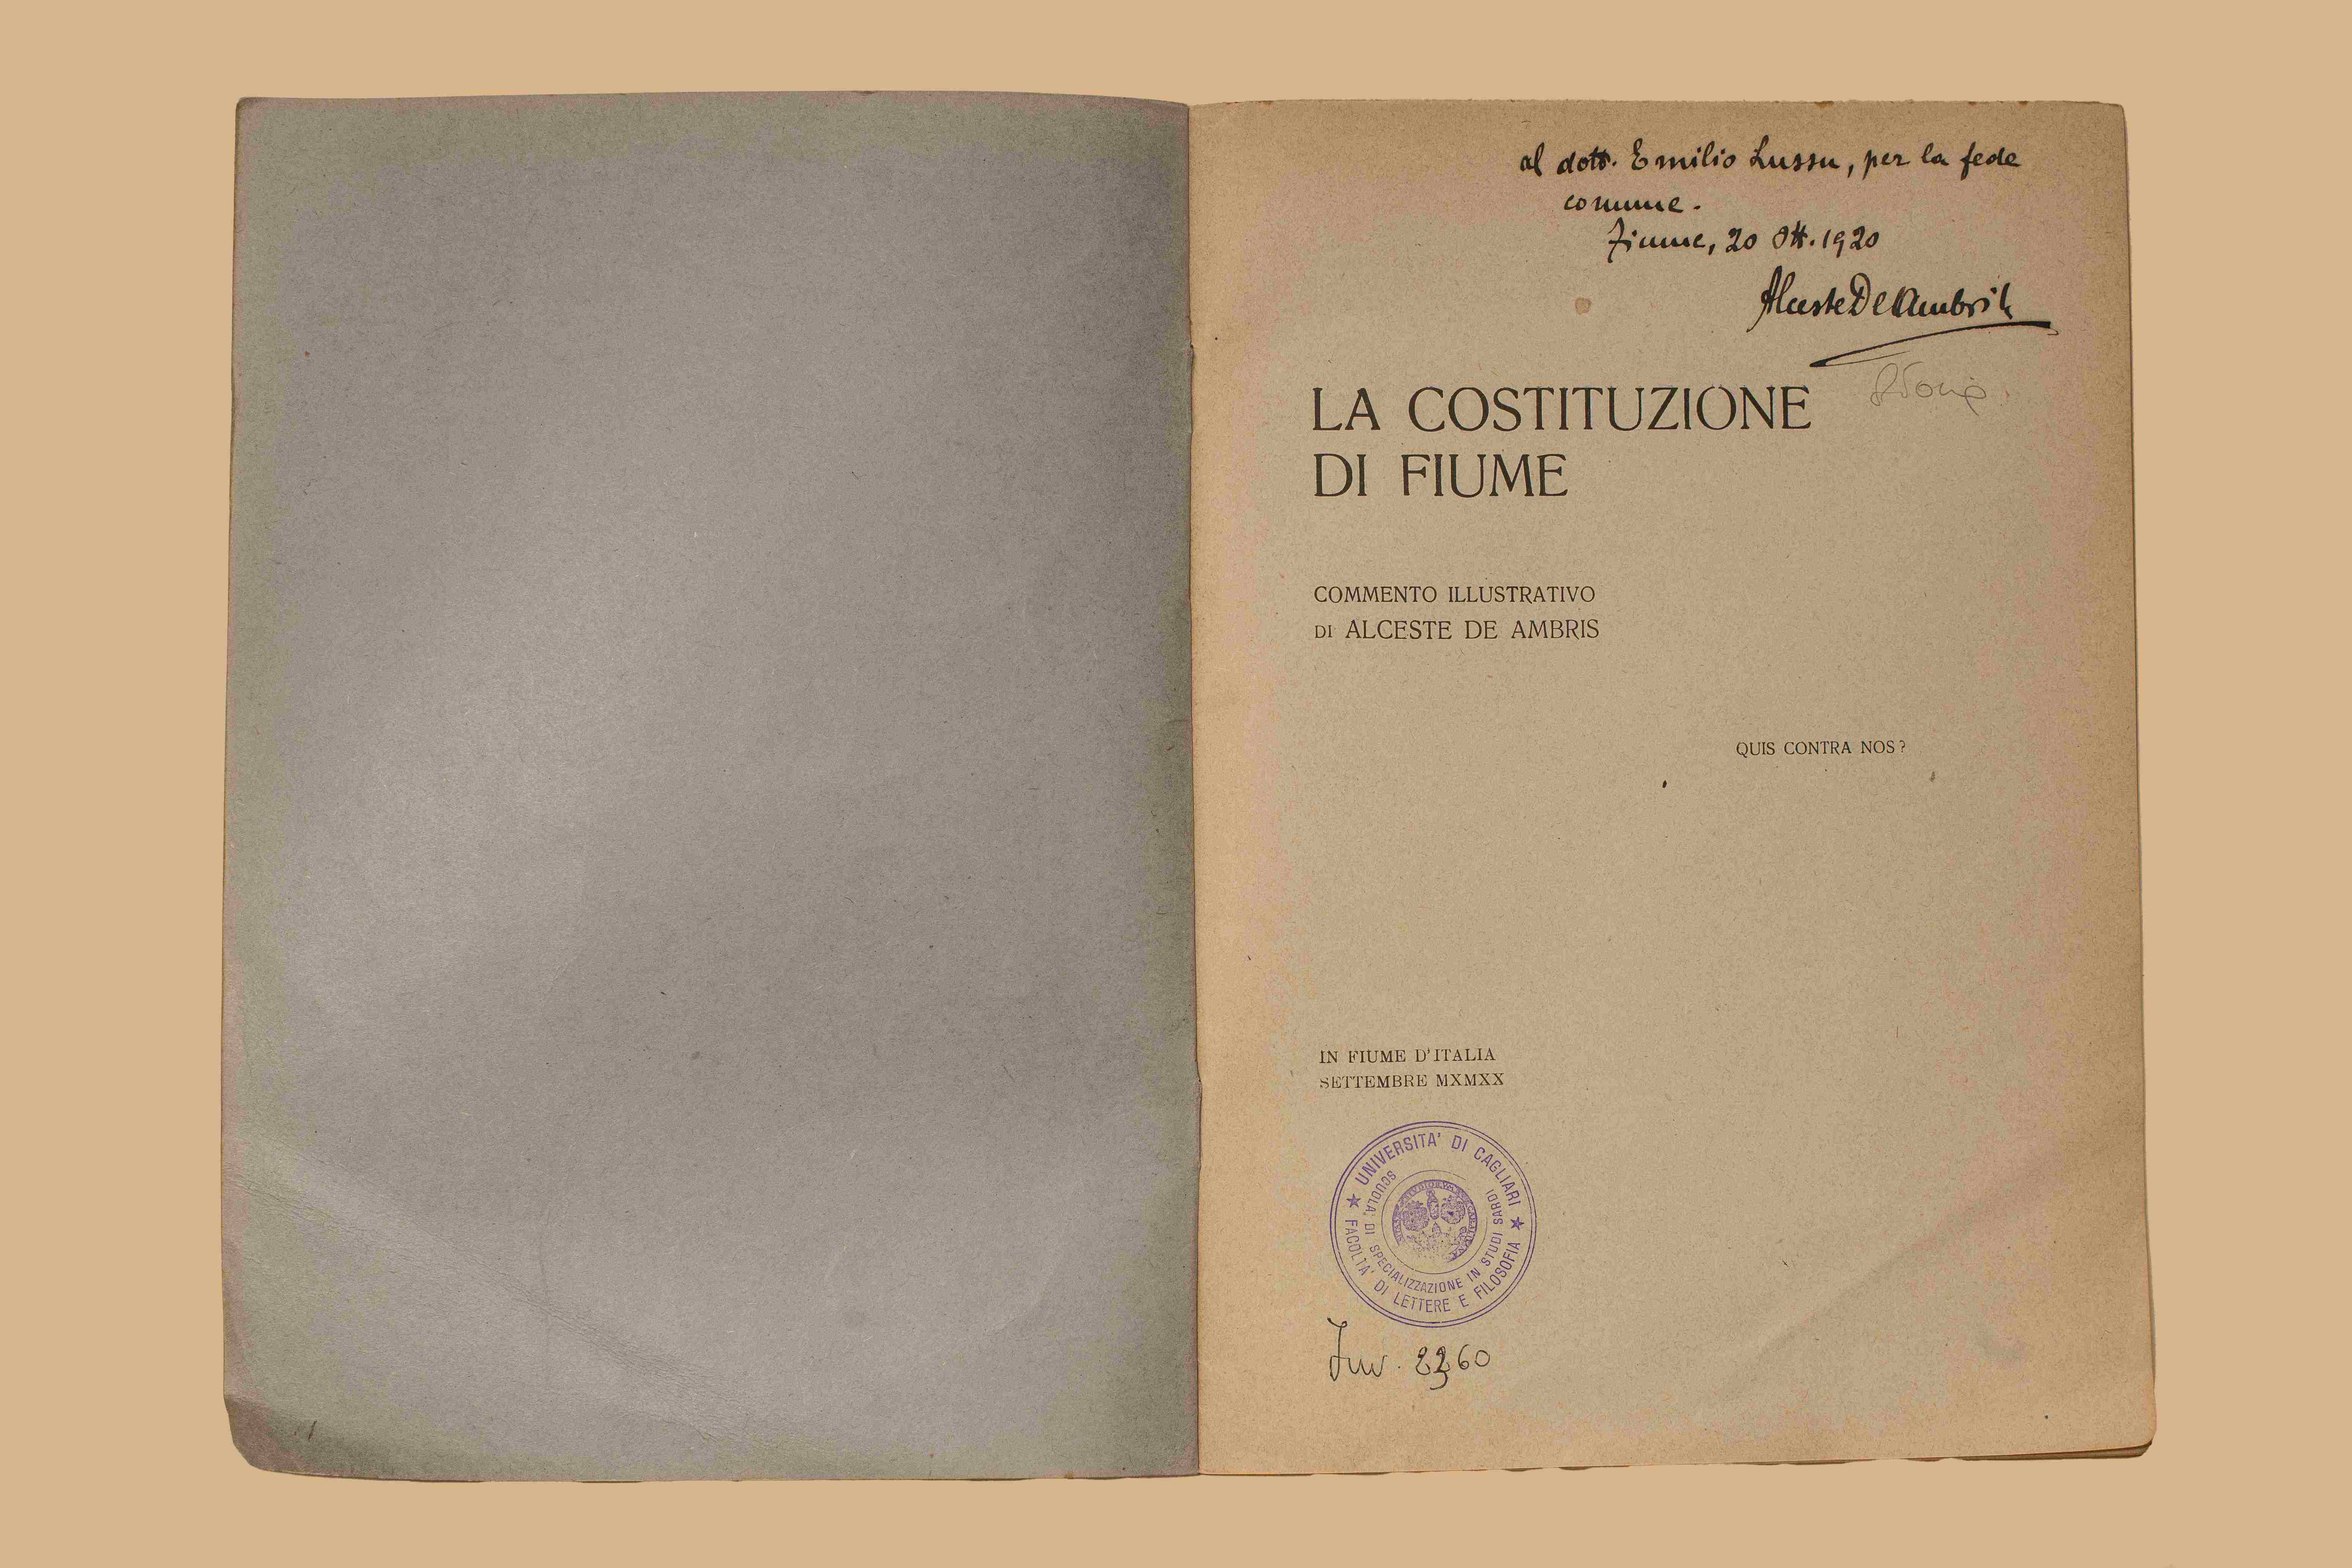 al dott. Emilio Lussu, per la fede
comune.
Fiume, 20 Ott. 1920
Alceste De Ambris
LA COSTITUZIONE
DI FIUME
COMMENTO ILLUSTRATIVO
DI ALCESTE DE AMBRIS
QUIS CONTRA NOS?
IN FIUME D'ITALIA
SETTEMBRE MXMXX
★ UNIVERSITA' DI CAGLIARI ★
FACOLTA' DI LETTERE E FILOSOFIA
SCUOLA DI SPECIALIZZAZIONE IN STUDI SARDI
Inv. 2260